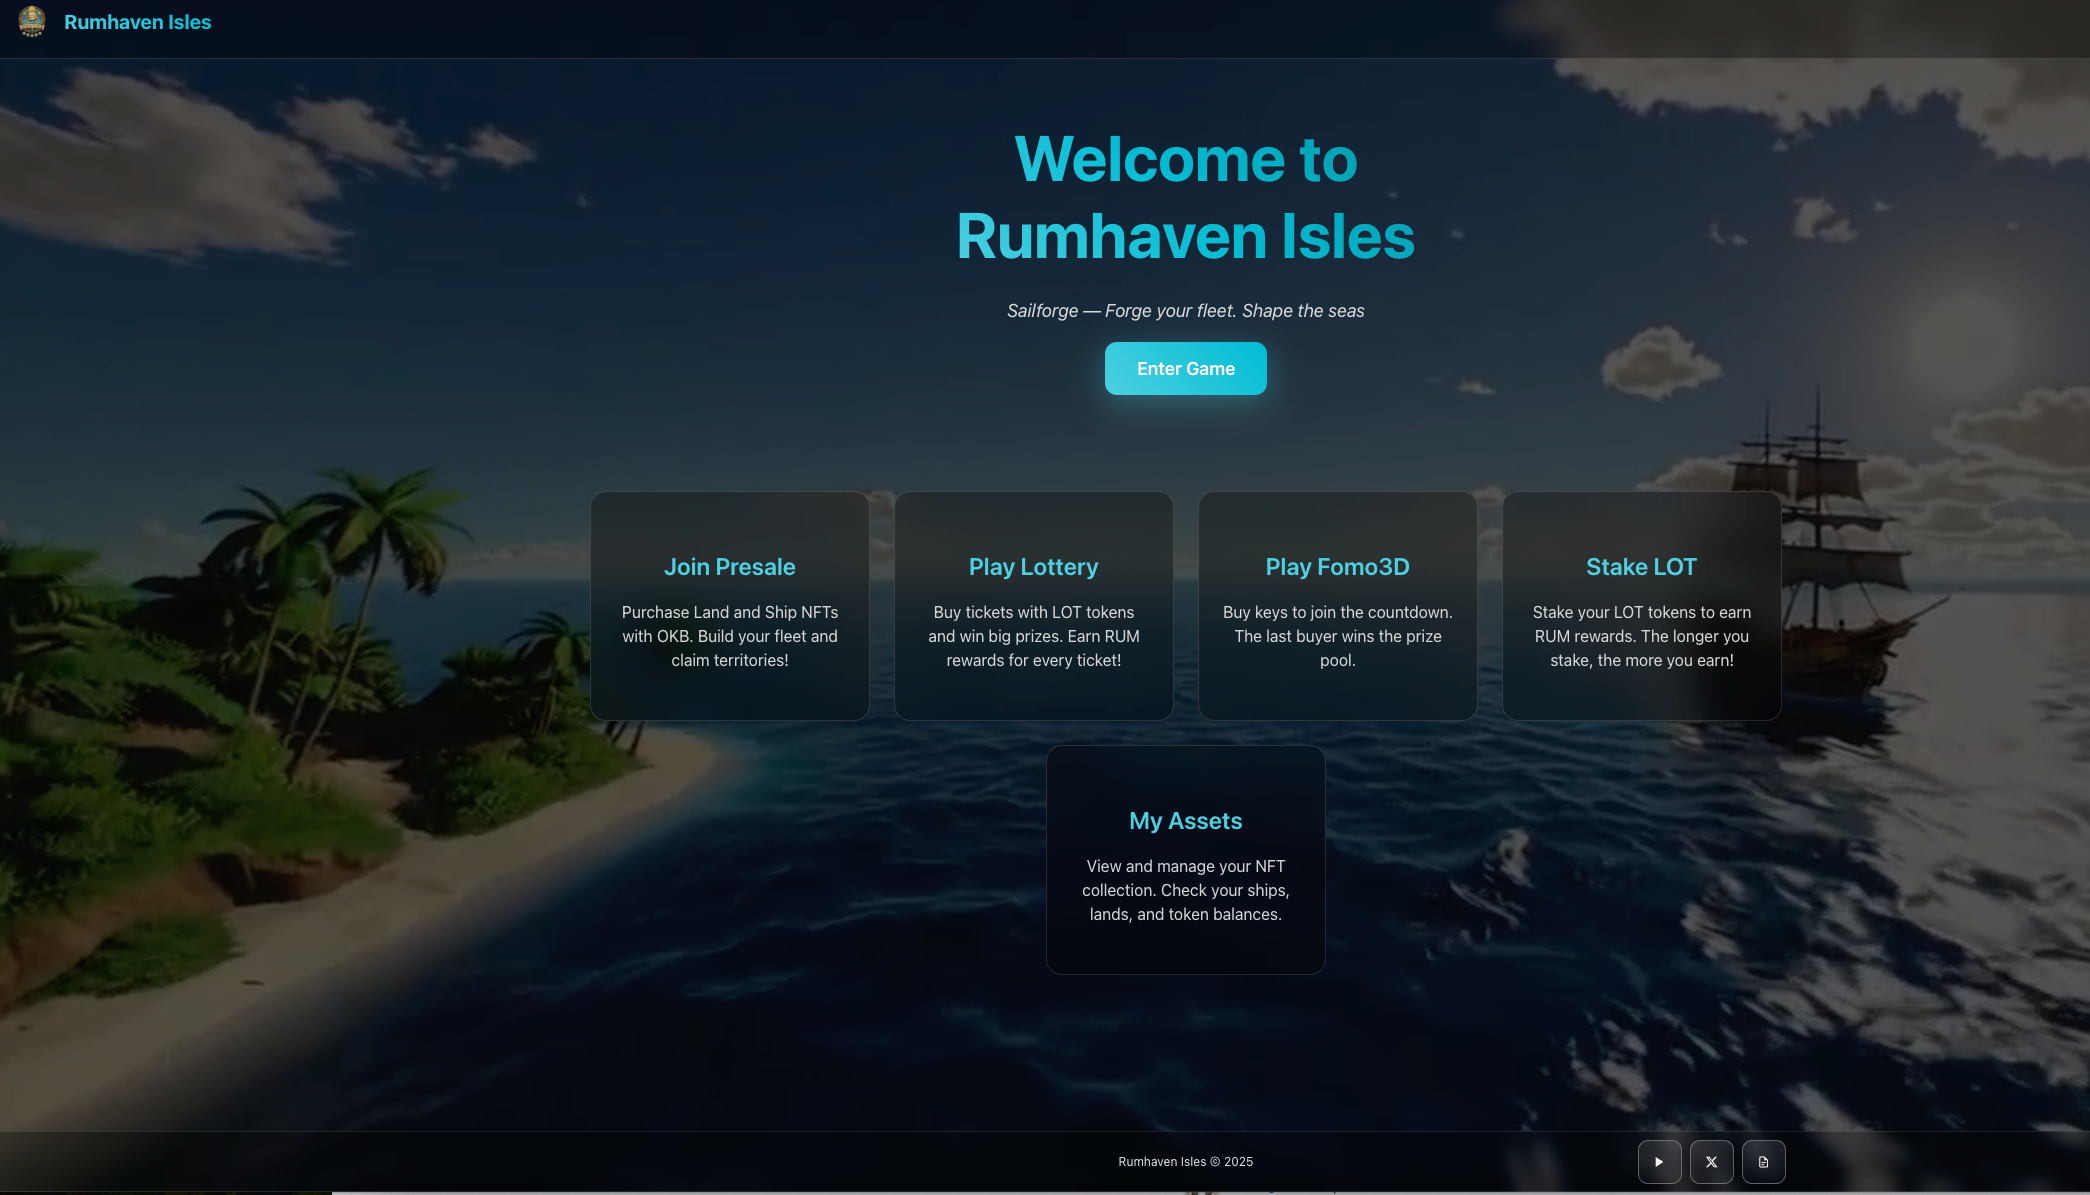 Rumhaven Isles
Welcome to
Rumhaven Isles
Sailforge — Forge your fleet. Shape the seas
Enter Game
Join Presale
Purchase Land and Ship NFTs
with OKB. Build your fleet and
claim territories!
Play Lottery
Buy tickets with LOT tokens
and win big prizes. Earn RUM
rewards for every ticket!
Play Fomo3D
Buy keys to join the countdown.
The last buyer wins the prize
pool.
Stake LOT
Stake your LOT tokens to earn
RUM rewards. The longer you
stake, the more you earn!
My Assets
View and manage your NFT
collection. Check your ships,
lands, and token balances.
Rumhaven Isles © 2025